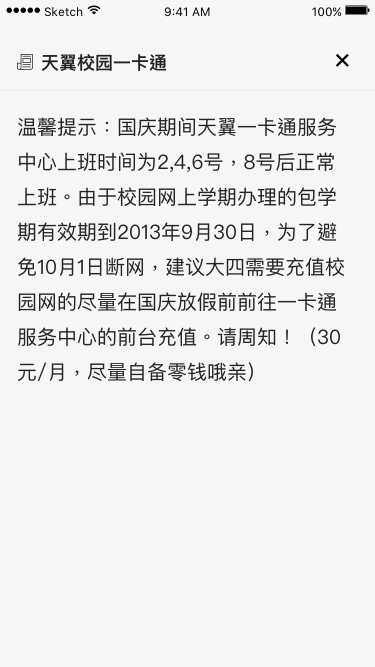 Sketch 9:41 AM 100%
天翼校园一卡通
温馨提示：国庆期间天翼一卡通服务
中心上班时间为2,4,6号，8号后正常
上班。由于校园网上学期办理的包学
期有效期到2013年9月30日，为了避
免10月1日断网，建议大四需要充值校
园网的尽量在国庆放假前前往一卡通
服务中心的前台充值。请周知！（30
元/月，尽量自备零钱哦亲）